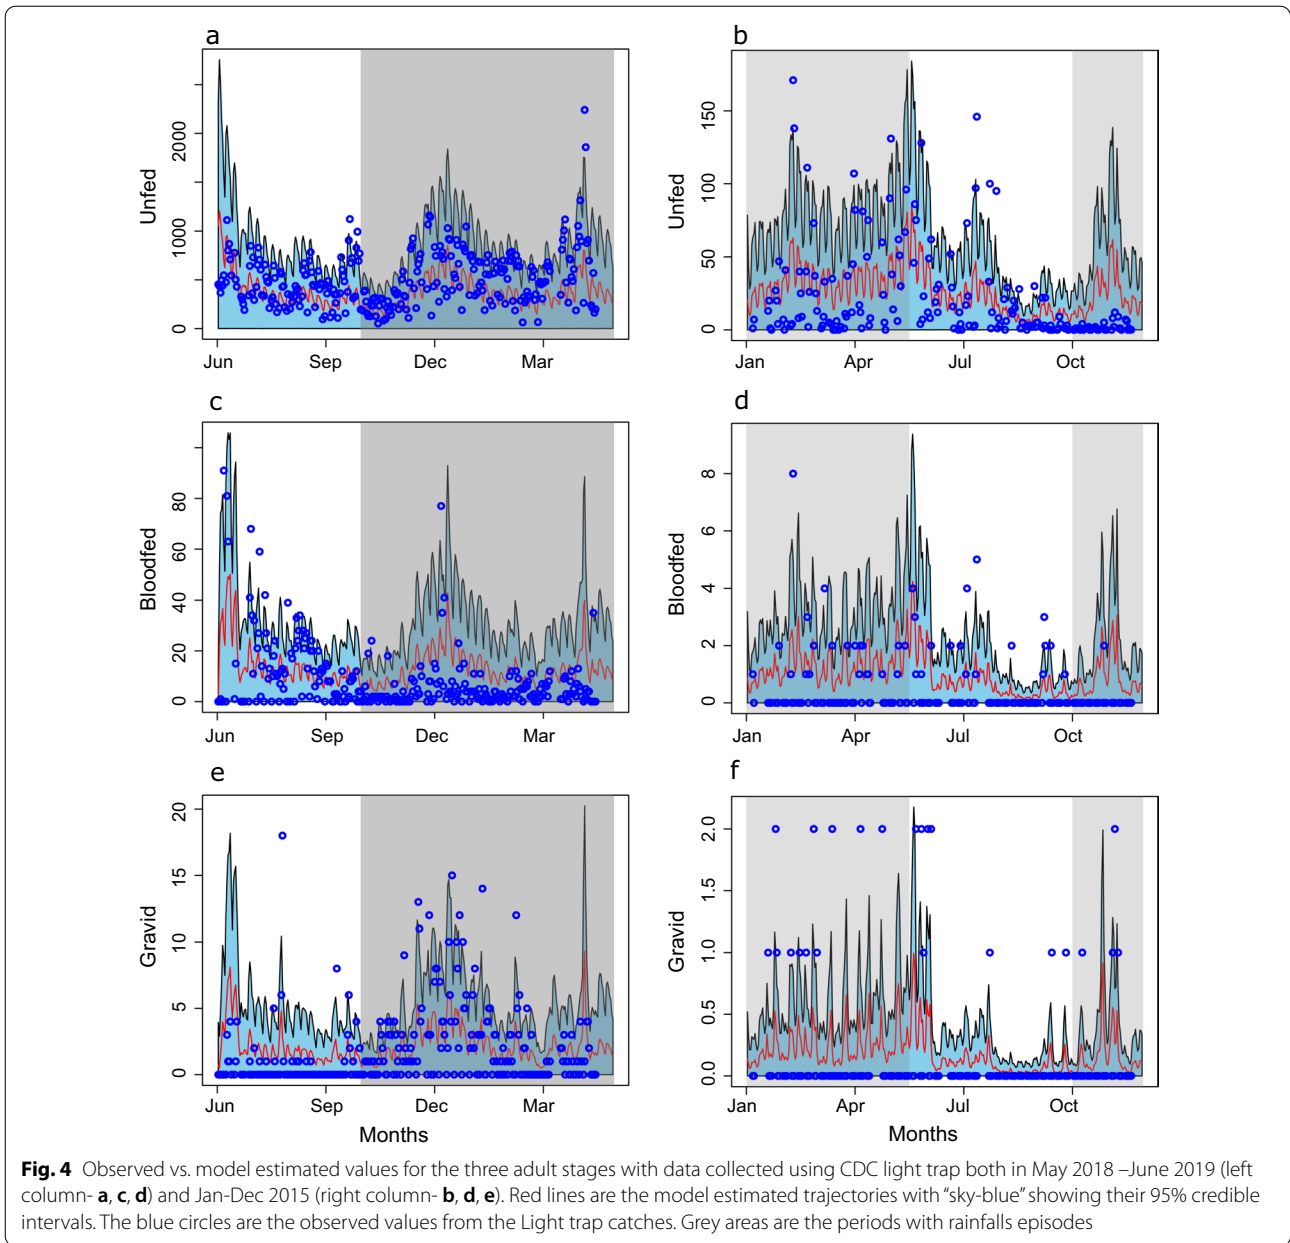 a
b
Unfed
2000
1000
0
Jun
Sep
Dec
Mar
Unfed
150
100
50
0
Jan
Apr
Jul
Oct
c
d
Bloodfed
80
60
40
20
0
Jun
Sep
Dec
Mar
Bloodfed
8
6
4
2
0
Jan
Apr
Jul
Oct
e
f
Gravid
20
15
10
5
0
Jun
Sep
Dec
Mar
Months
Gravid
2.0
1.5
1.0
0.5
0.0
Jan
Apr
Jul
Oct
Months
Fig. 4 Observed vs. model estimated values for the three adult stages with data collected using CDC light trap both in May 2018 –June 2019 (left
column- a, c, d) and Jan-Dec 2015 (right column- b, d, e). Red lines are the model estimated trajectories with “sky-blue” showing their 95% credible
intervals. The blue circles are the observed values from the Light trap catches. Grey areas are the periods with rainfalls episodes